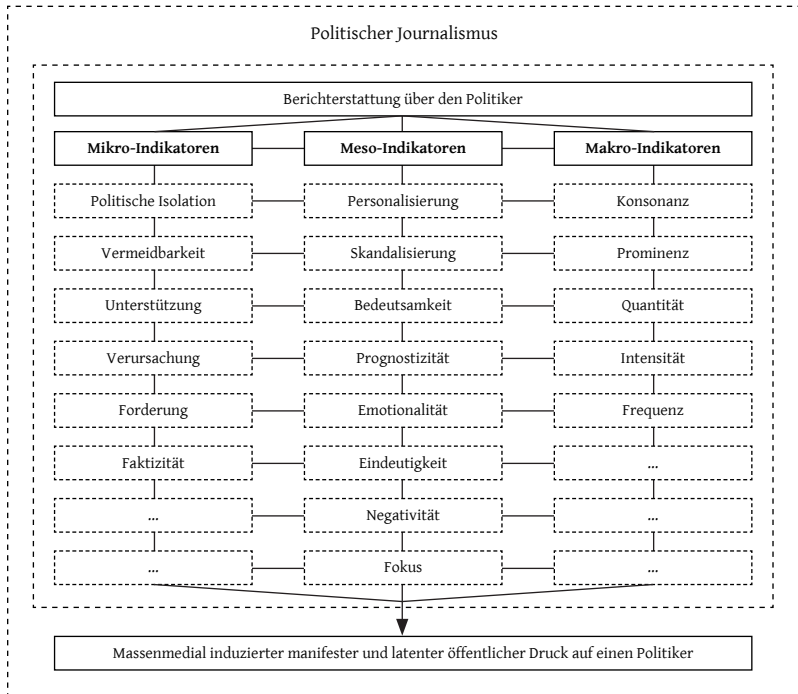 Politischer Journalismus
Berichterstattung über den Politiker
Mikro-Indikatoren Meso-Indikatoren Makro-Indikatoren
Politische Isolation Personalisierung Konsonanz
Vermeidbarkeit Skandalisierung Prominenz
Unterstützung Bedeutsamkeit Quantität
Verursachung Prognostizität Intensität
Forderung Emotionalität Frequenz
Faktizität Eindeutigkeit ...
... Negativität ...
... Fokus ...
Massenmedial induzierter manifester und latenter öffentlicher Druck auf einen Politiker